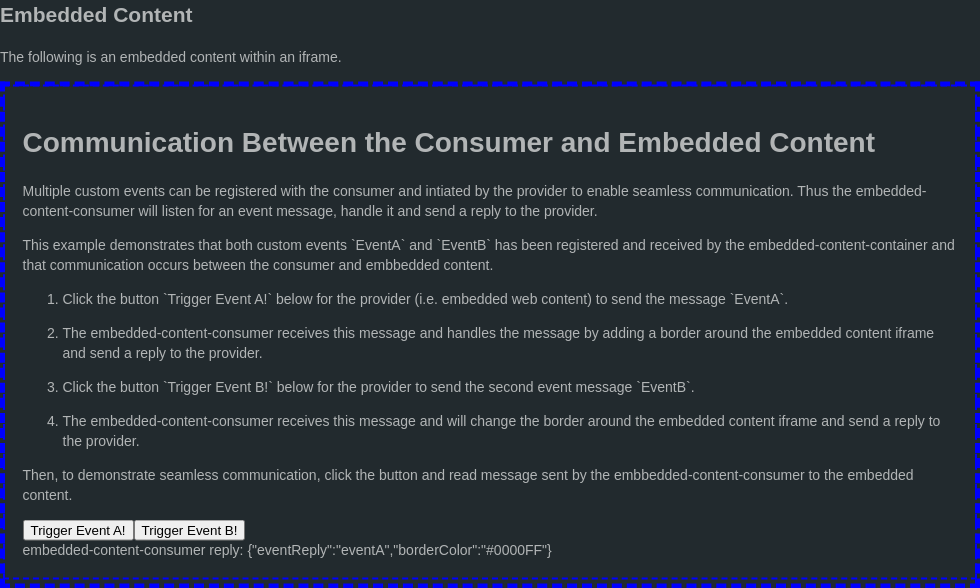 Embedded Content
The following is an embedded content within an iframe.
Communication Between the Consumer and Embedded Content
Multiple custom events can be registered with the consumer and intiated by the provider to enable seamless communication. Thus the embedded-
content-consumer will listen for an event message, handle it and send a reply to the provider.
This example demonstrates that both custom events `EventA` and `EventB` has been registered and received by the embedded-content-container and
that communication occurs between the consumer and embbedded content.
1. Click the button `Trigger Event A!` below for the provider (i.e. embedded web content) to send the message `EventA`.
2. The embedded-content-consumer receives this message and handles the message by adding a border around the embedded content iframe
and send a reply to the provider.
3. Click the button `Trigger Event B!` below for the provider to send the second event message `EventB`.
4. The embedded-content-consumer receives this message and will change the border around the embedded content iframe and send a reply to
the provider.
Then, to demonstrate seamless communication, click the button and read message sent by the embbedded-content-consumer to the embedded
content.
Trigger Event A! Trigger Event B!
embedded-content-consumer reply: {"eventReply":"eventA","borderColor":"#0000FF"}